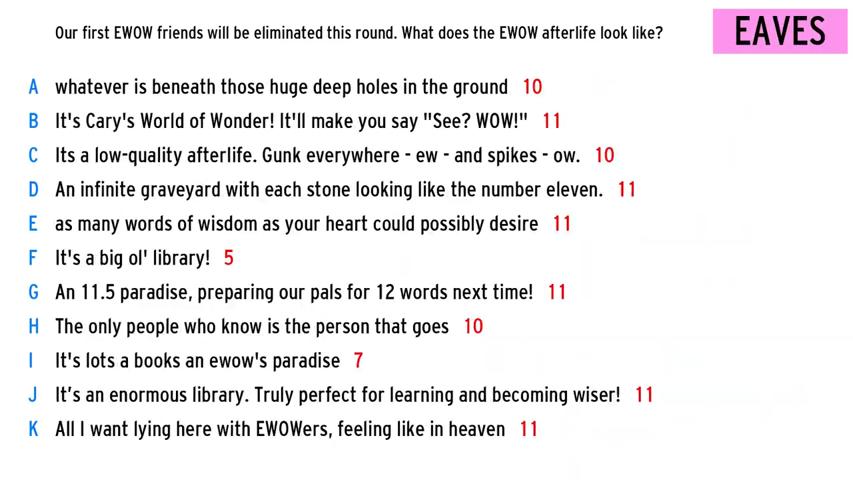 Our first EWOW friends will be eliminated this round. What does the EWOW afterlife look like?
EAVES
A whatever is beneath those huge deep holes in the ground 10
B It's Cary's World of Wonder! It'll make you say "See? WOW!" 11
C Its a low-quality afterlife. Gunk everywhere - ew - and spikes - ow. 10
D An infinite graveyard with each stone looking like the number eleven. 11
E as many words of wisdom as your heart could possibly desire 11
F It's a big ol' library! 5
G An 11.5 paradise, preparing our pals for 12 words next time! 11
H The only people who know is the person that goes 10
I It's lots a books an ewow's paradise 7
J It’s an enormous library. Truly perfect for learning and becoming wiser! 11
K All I want lying here with EWOWers, feeling like in heaven 11